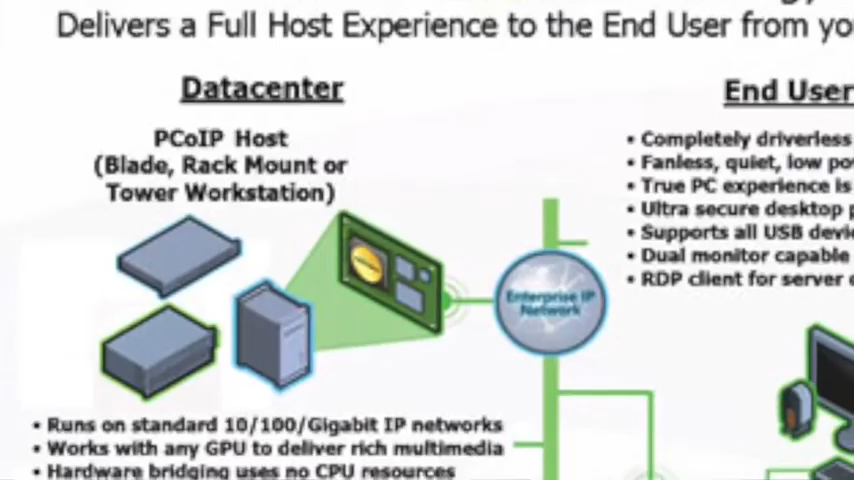 Delivers a Full Host Experience to the End User from
Datacenter
PCoIP Host
(Blade, Rack Mount or
Tower Workstation)
Enterprise IP
Network
• Runs on standard 10/100/Gigabit IP networks
• Works with any GPU to deliver rich multimedia
• Hardware bridging uses no CPU resources
End User
• Completely driverless
• Fanless, quiet, low
• True PC experience is
• Ultra secure desktop
• Supports all USB
• Dual monitor capable
• RDP client for server